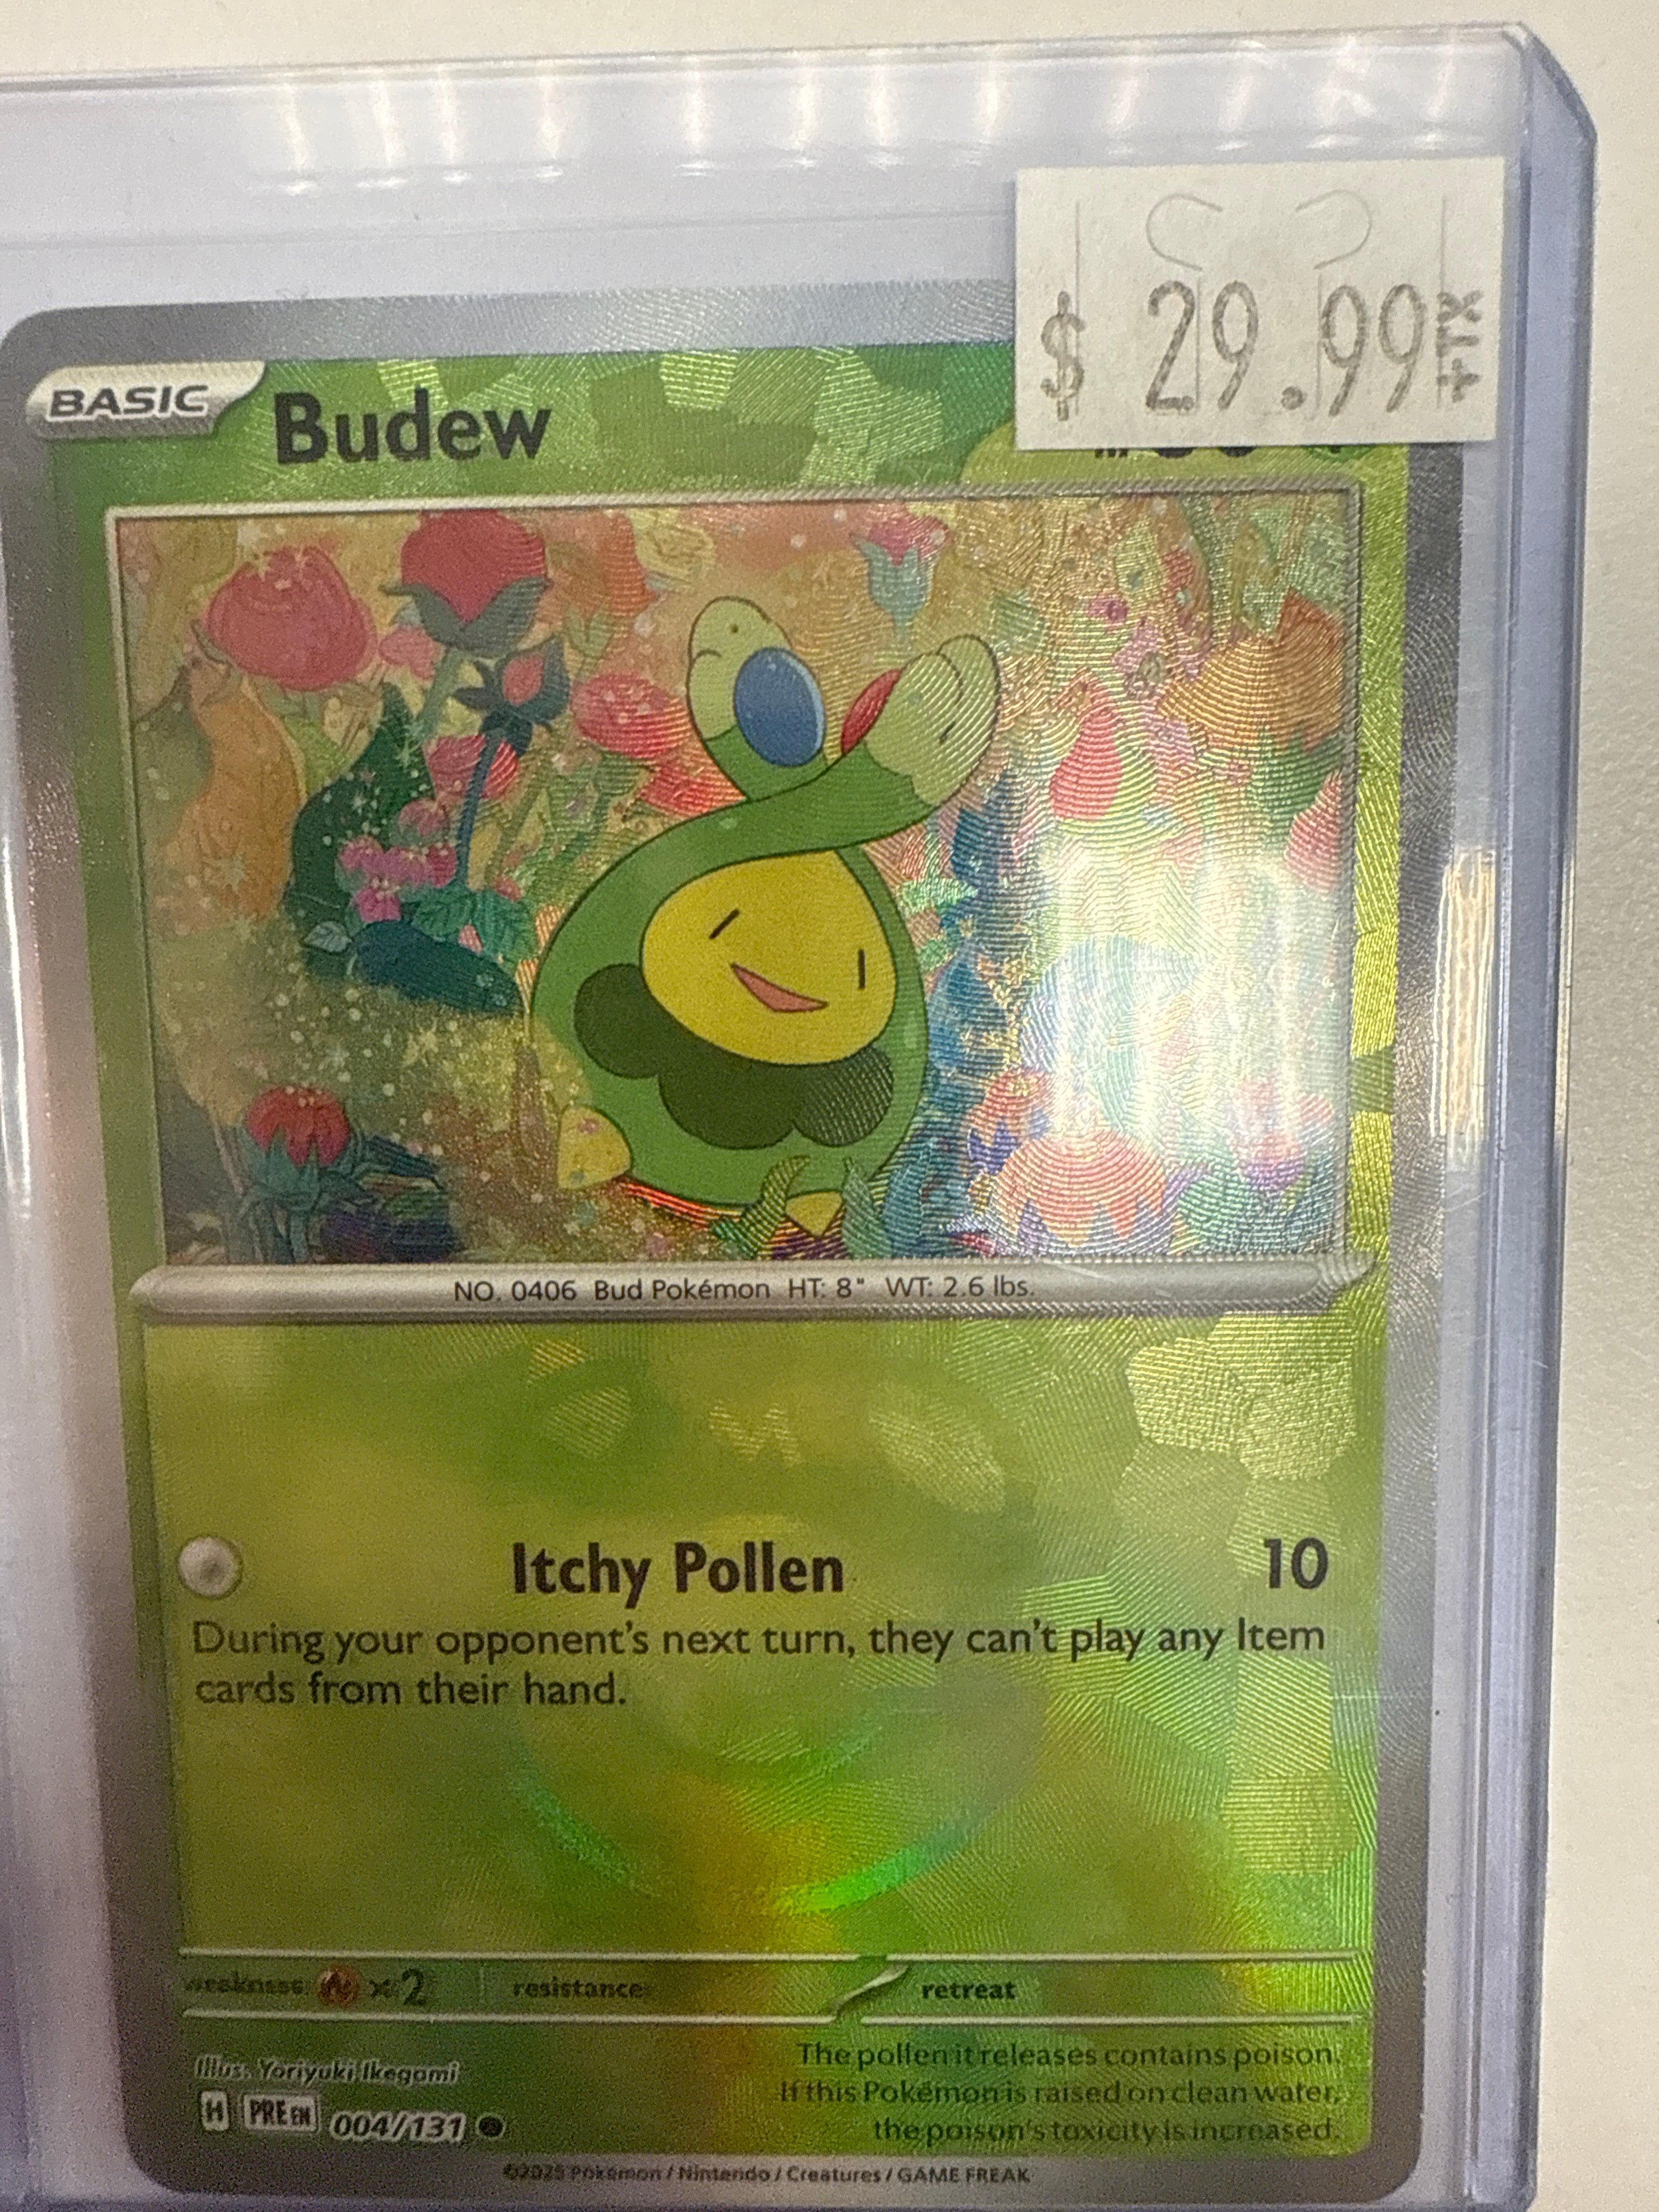 $ 29.99 +TX
BASIC Budew
NO. 0406 Bud Pokémon HT: 8" WT: 2.6 lbs.
Itchy Pollen 10
During your opponent's next turn, they can't play any Item
cards from their hand.
weakness ×2 resistance retreat
Illus. Yoriyuki Ikegami
The pollen it releases contains poison.
If this Pokémon is raised on clean water,
the poison's toxicity is increased.
H PRE EN 004/131
©2025 Pokémon / Nintendo / Creatures / GAME FREAK